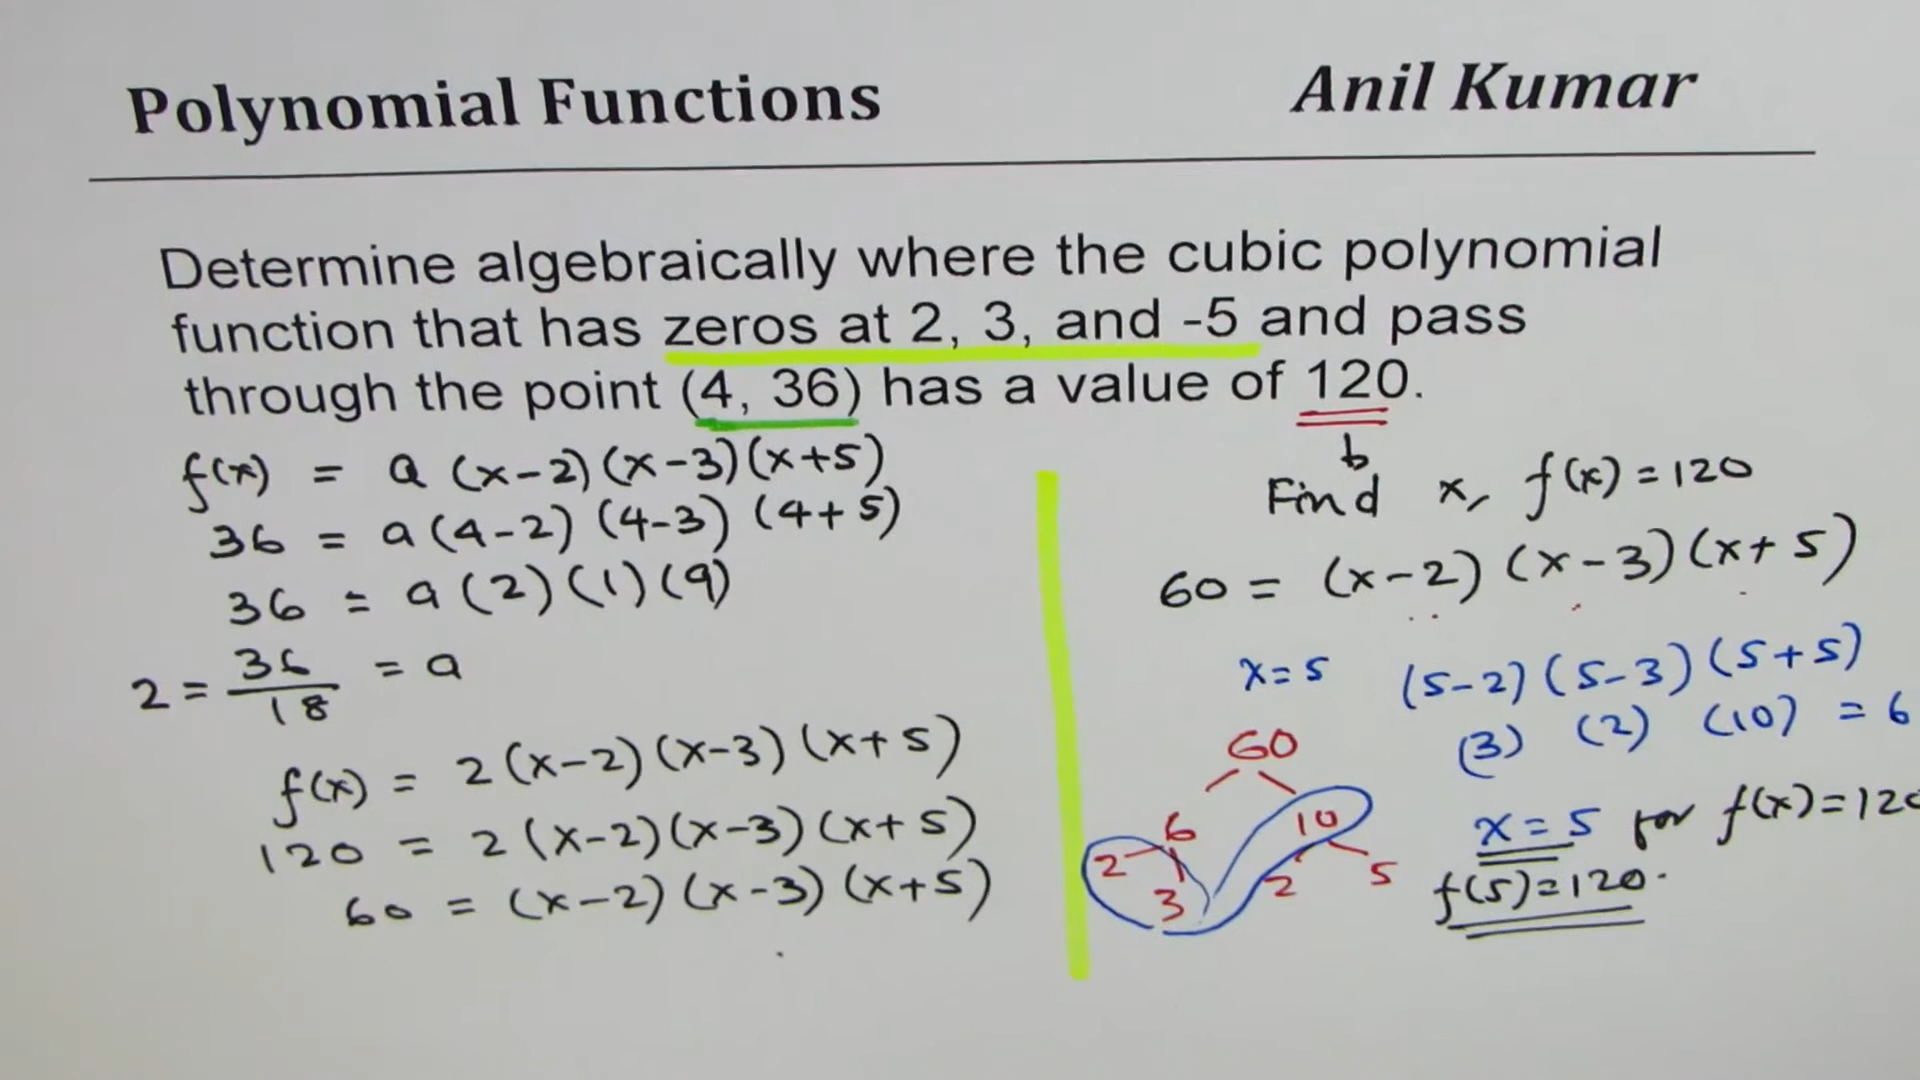 Polynomial Functions Anil Kumar
Determine algebraically where the cubic polynomial
function that has zeros at 2, 3, and -5 and pass
through the point (4, 36) has a value of 120.
f(x) = a (x-2)(x-3)(x+5)
36 = a(4-2) (4-3) (4+5)
36 = a(2)(1)(9)
2 = 36/18 = a
f(x) = 2(x-2)(x-3)(x+5)
120 = 2(x-2)(x-3)(x+5)
60 = (x-2)(x-3)(x+5)
Find x, f(x)=120
60 = (x-2)(x-3)(x+5)
x=5 (5-2)(5-3)(5+5)
(3) (2) (10) = 6
60
6 10
2 3 2 5
x=5 for f(x)=120
f(5)=120.